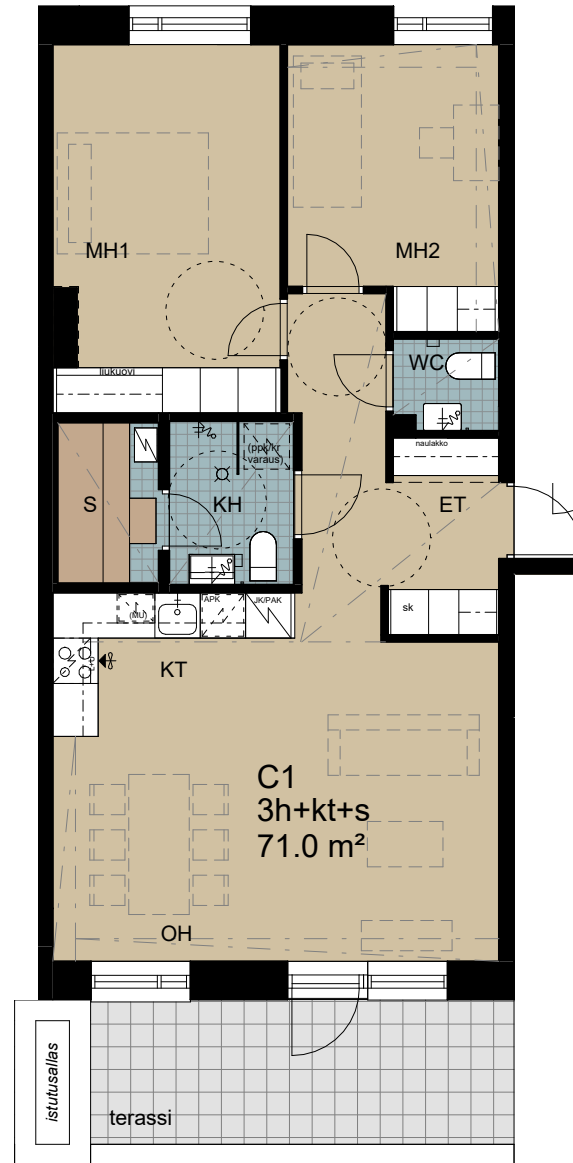 MH1
MH2
liukuovi
WC
naulakko
S
KH
(ppk/kr
varaus)
ET
(MU)
APK
JK/PAK
sk
KT
C1
3h+kt+s
71.0 m²
OH
istutusallas
terassi